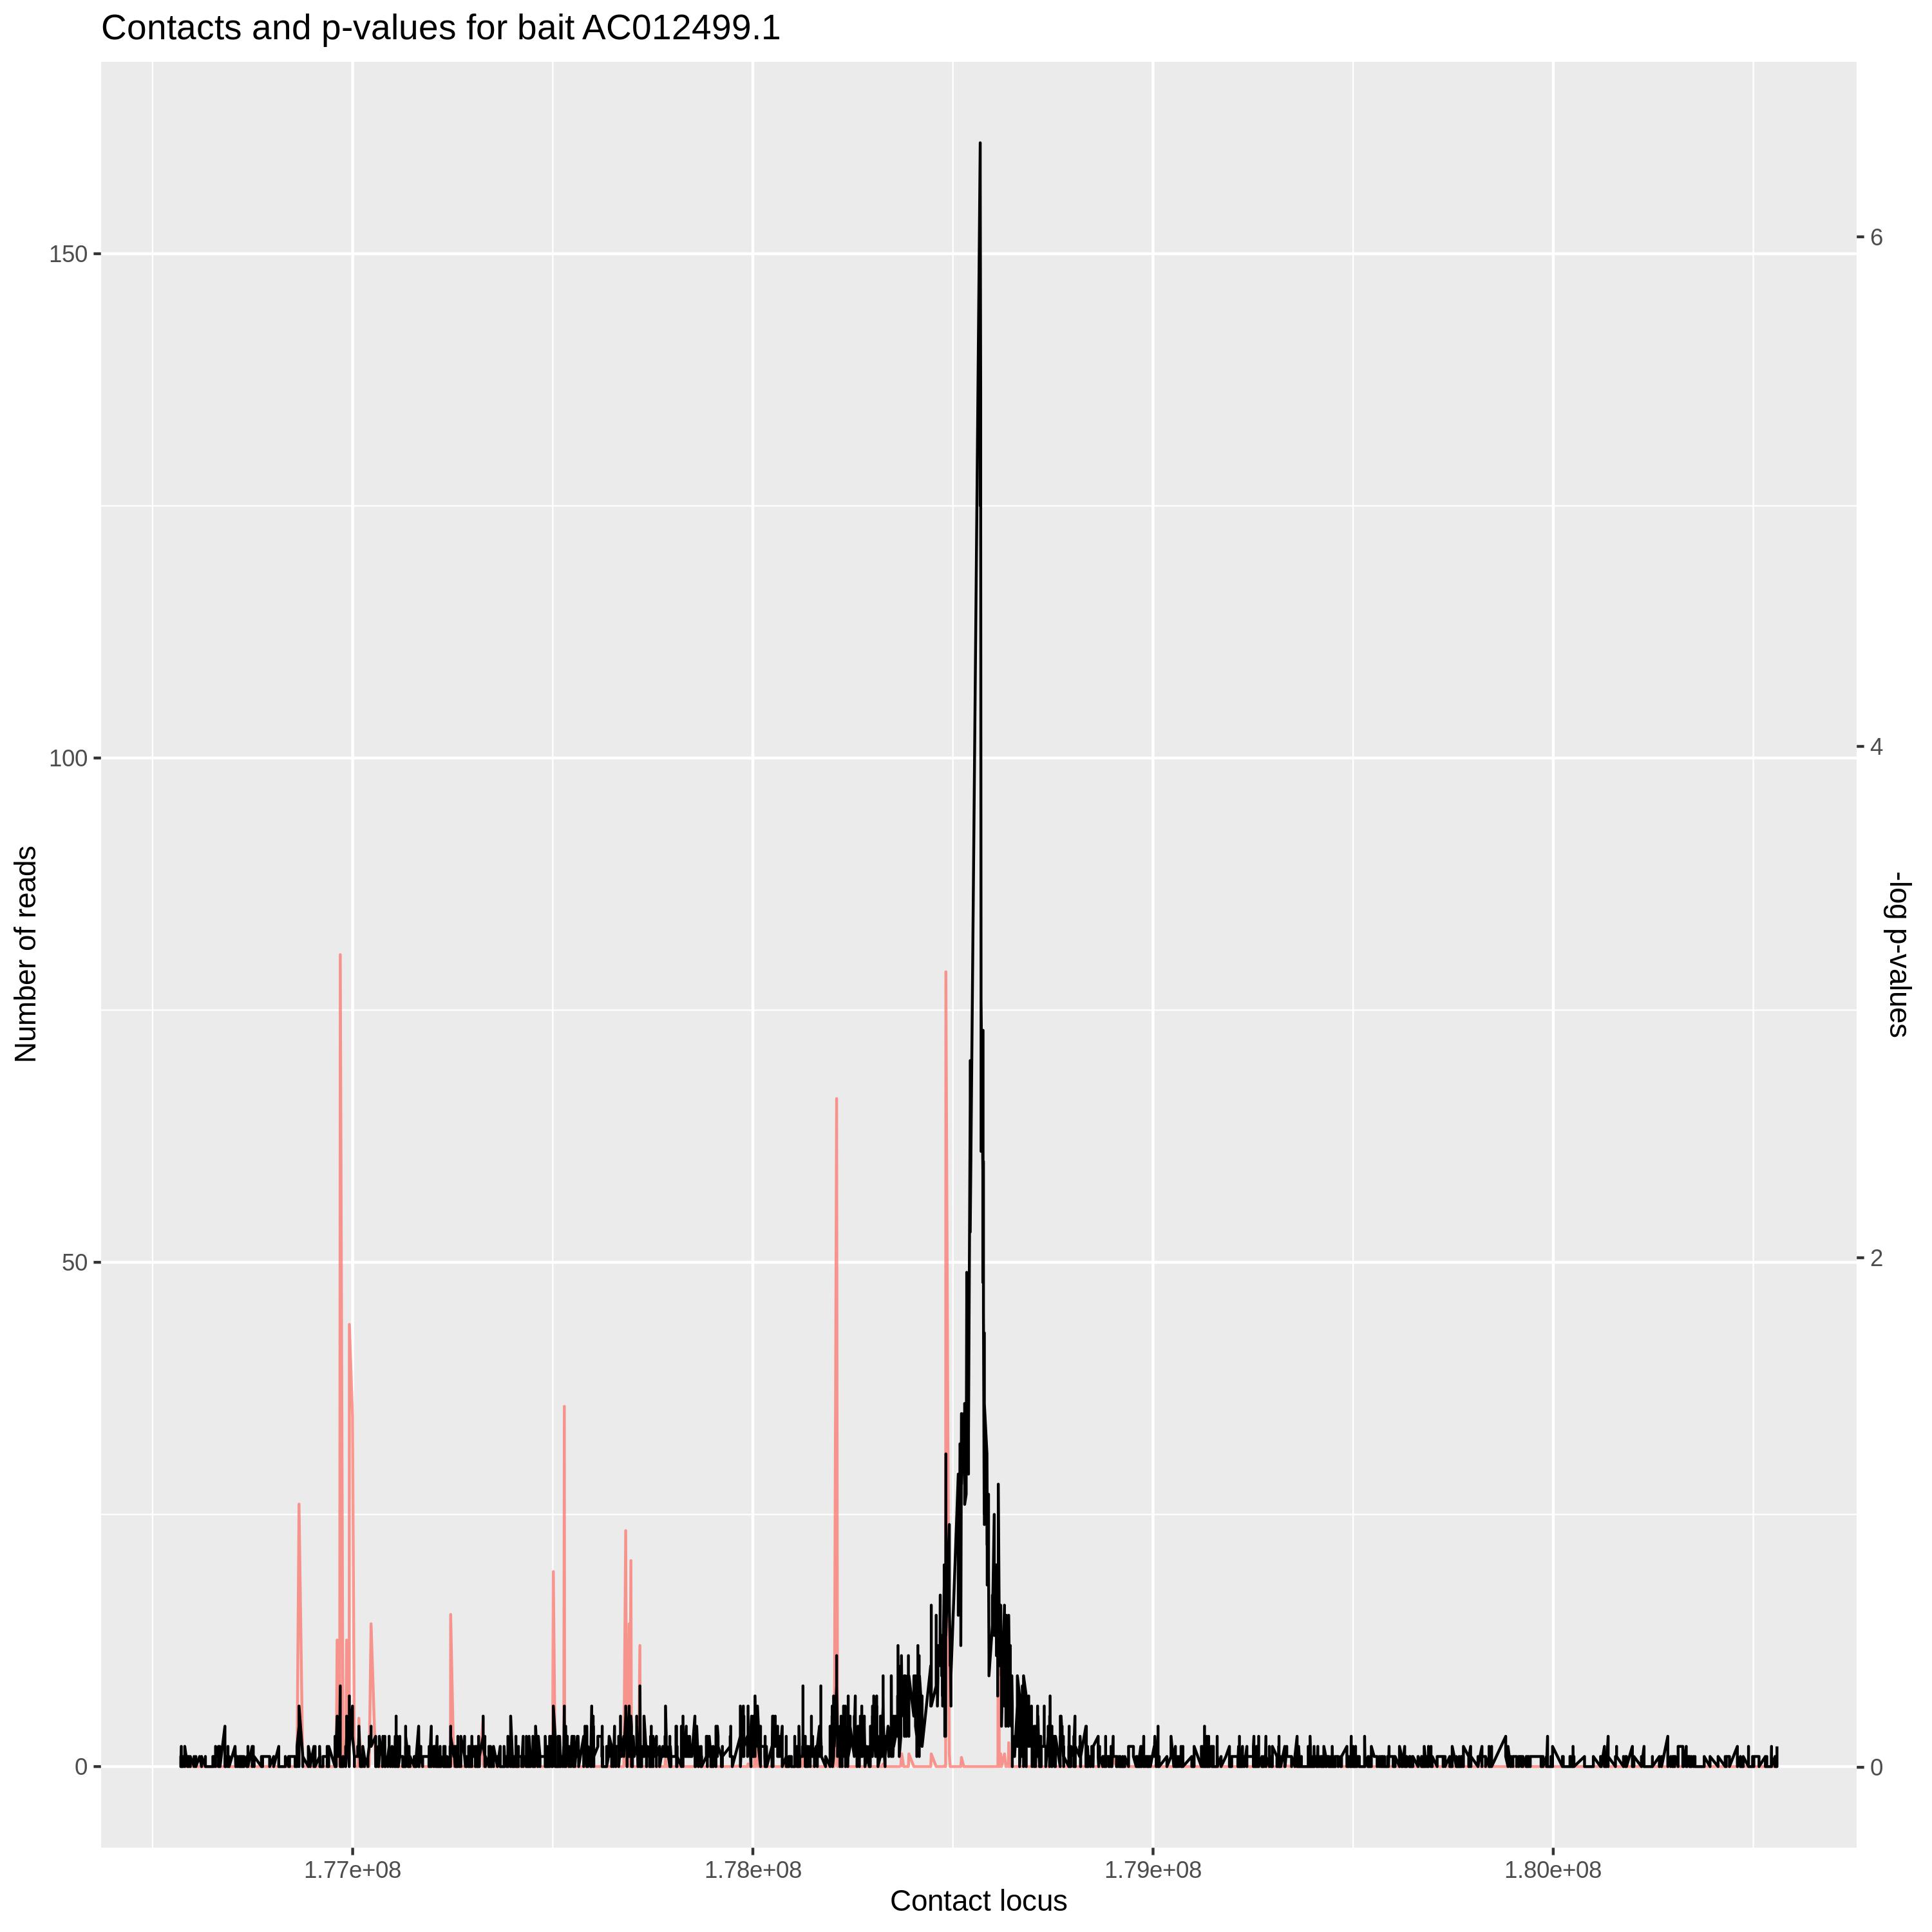 Contacts and p-values for bait AC012499.1
150
100
50
0
Number of reads
6
4
2
0
-log p-values
1.77e+08
1.78e+08
1.79e+08
1.80e+08
Contact locus